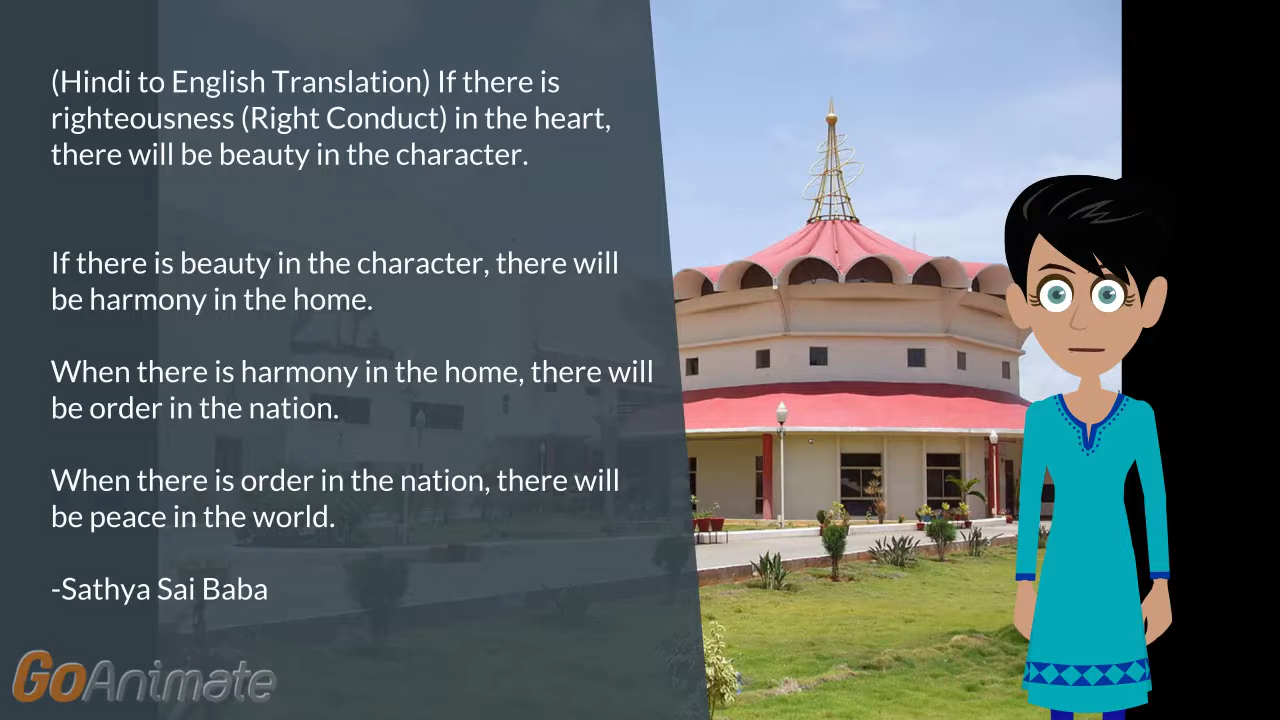 (Hindi to English Translation) If there is
righteousness (Right Conduct) in the heart,
there will be beauty in the character.
If there is beauty in the character, there will
be harmony in the home.
When there is harmony in the home, there will
be order in the nation.
When there is order in the nation, there will
be peace in the world.
-Sathya Sai Baba
GoAnimate